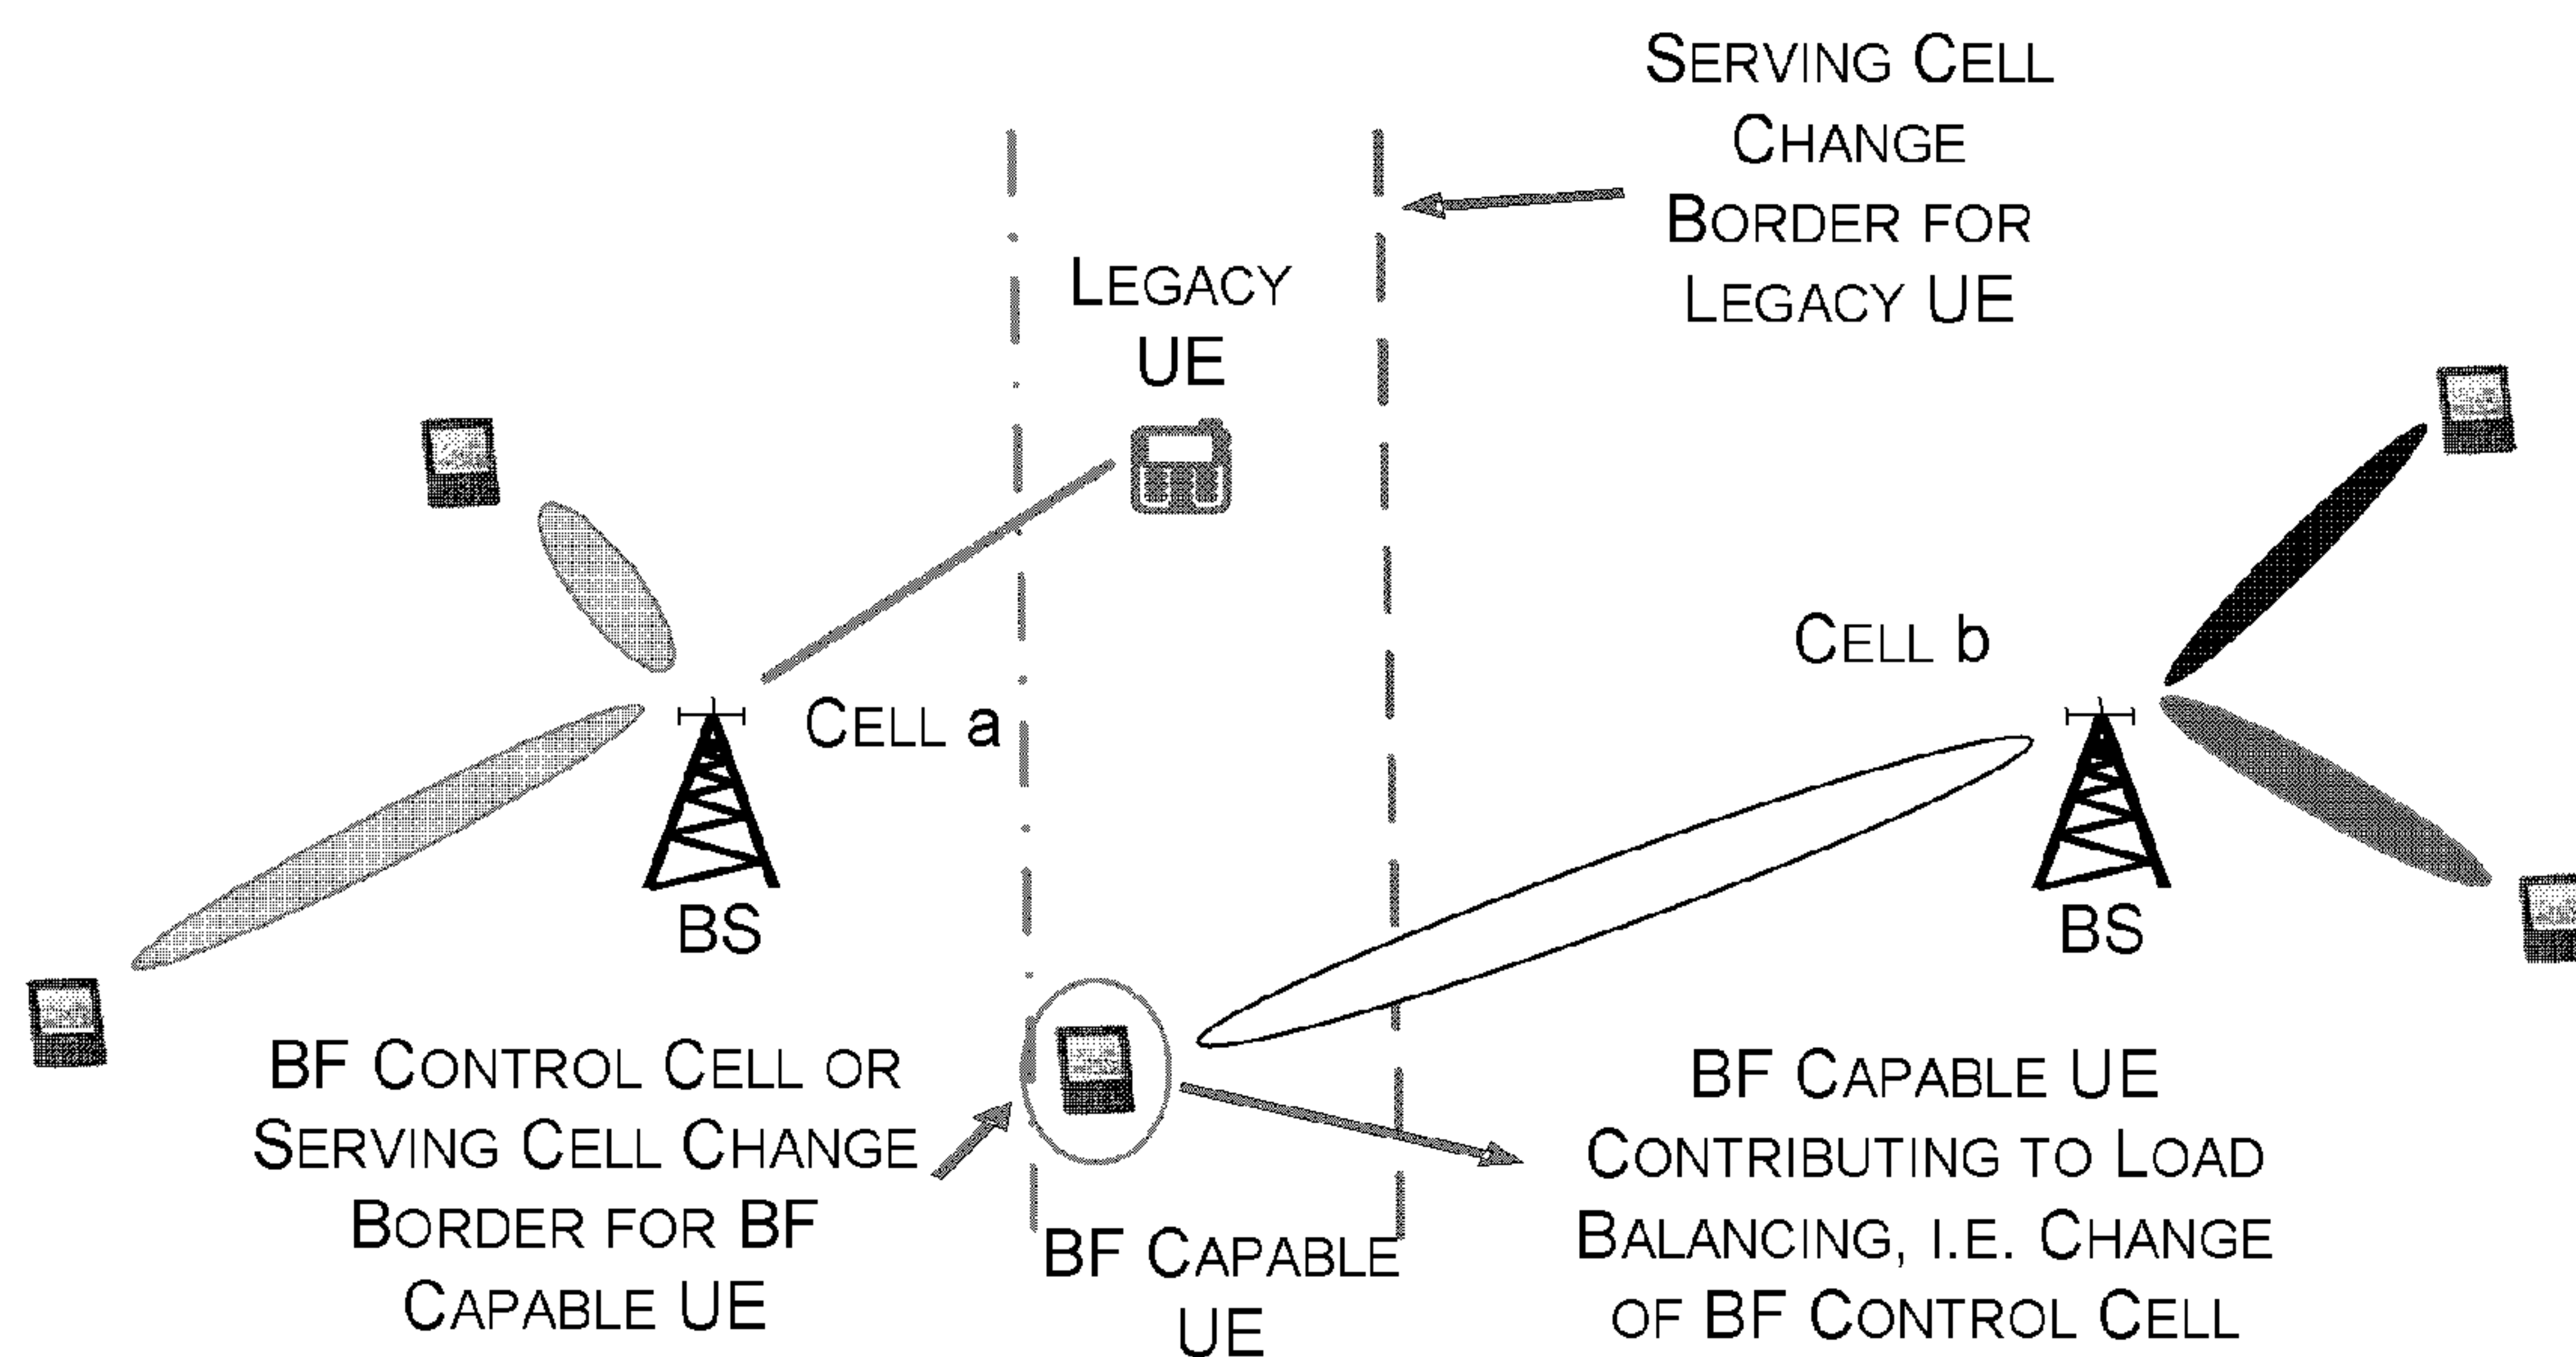 SERVING CELL
CHANGE
BORDER FOR
LEGACY UE
LEGACY
UE
CELL b
CELL a
BS
BS
BF CONTROL CELL OR
SERVING CELL CHANGE
BORDER FOR BF
CAPABLE UE
BF CAPABLE
UE
BF CAPABLE UE
CONTRIBUTING TO LOAD
BALANCING, I.E. CHANGE
OF BF CONTROL CELL